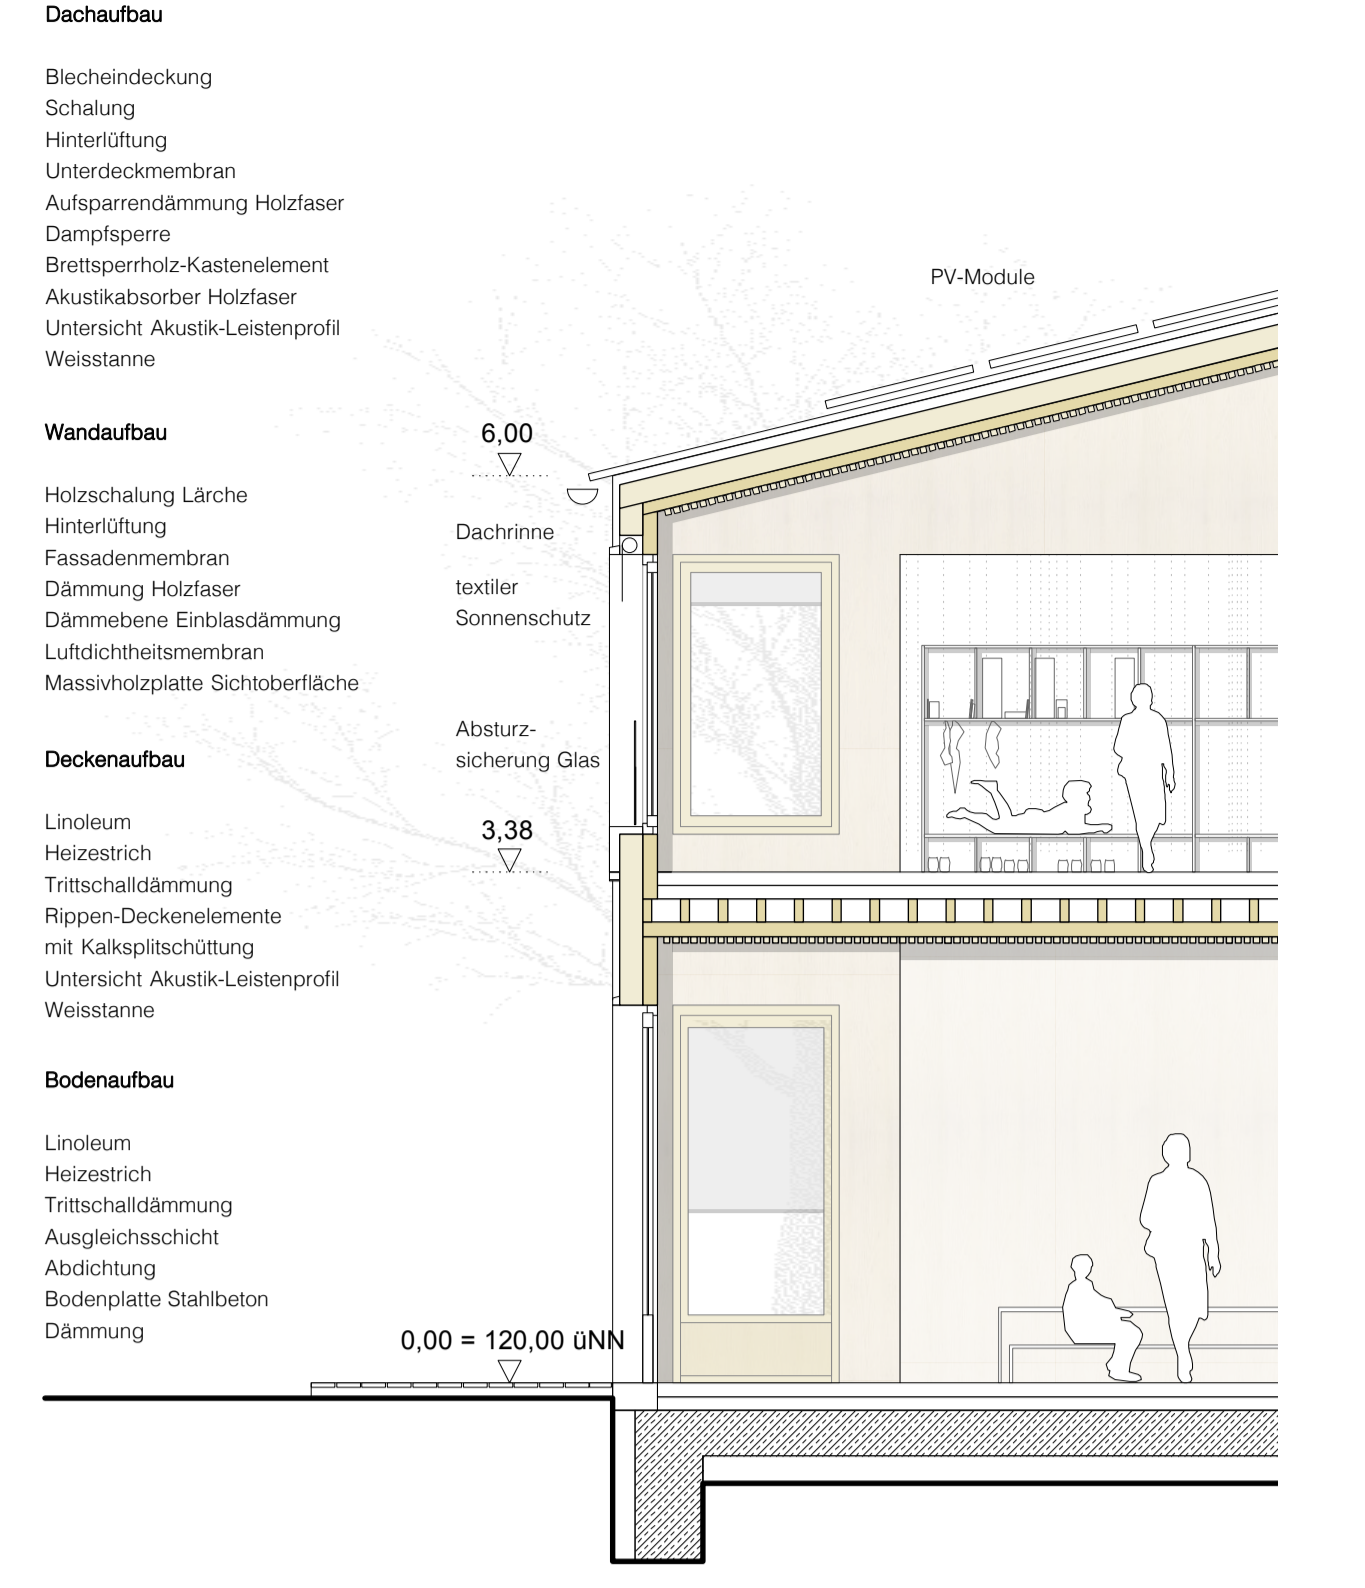 Dachaufbau
Blecheindeckung
Schalung
Hinterlüftung
Unterdeckmembran
Aufsparrendämmung Holzfaser
Dampfsperre
Brettsperrholz-Kastenelement
Akustikabsorber Holzfaser
Untersicht Akustik-Leistenprofil
Weisstanne
Wandaufbau
Holzschalung Lärche
Hinterlüftung
Fassadenmembran
Dämmung Holzfaser
Dämmebene Einblasdämmung
Luftdichtheitsmembran
Massivholzplatte Sichtoberfläche
Deckenaufbau
Linoleum
Heizestrich
Trittschalldämmung
Rippen-Deckenelemente
mit Kalksplitschüttung
Untersicht Akustik-Leistenprofil
Weisstanne
Bodenaufbau
Linoleum
Heizestrich
Trittschalldämmung
Ausgleichsschicht
Abdichtung
Bodenplatte Stahlbeton
Dämmung
PV-Module
6,00
Dachrinne
textiler
Sonnenschutz
Absturz-
sicherung Glas
3,38
0,00 = 120,00 üNN